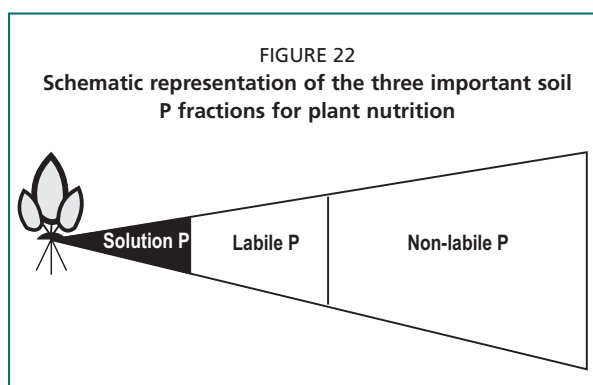 FIGURE 22
Schematic representation of the three important soil
P fractions for plant nutrition
Solution P
Labile P
Non-labile P